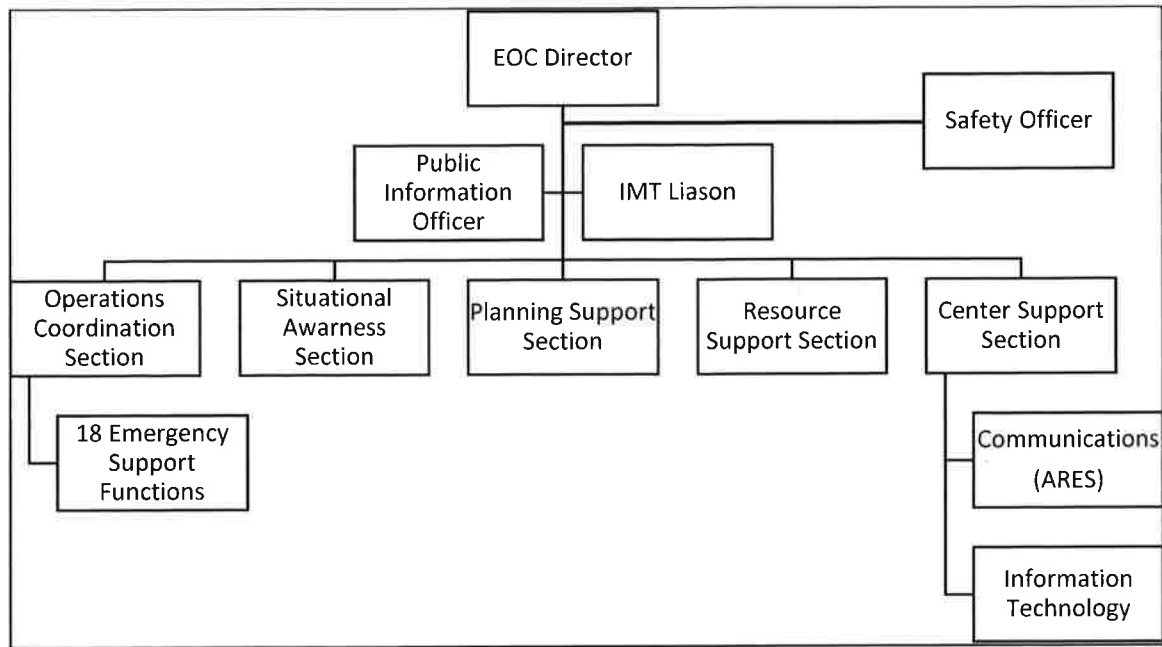 EOC Director
Safety Officer
Public
Information
Officer
IMT Liason
Operations
Coordination
Section
Situational
Awarness
Section
Planning Support
Section
Resource
Support Section
Center Support
Section
18 Emergency
Support
Functions
Communications
(ARES)
Information
Technology